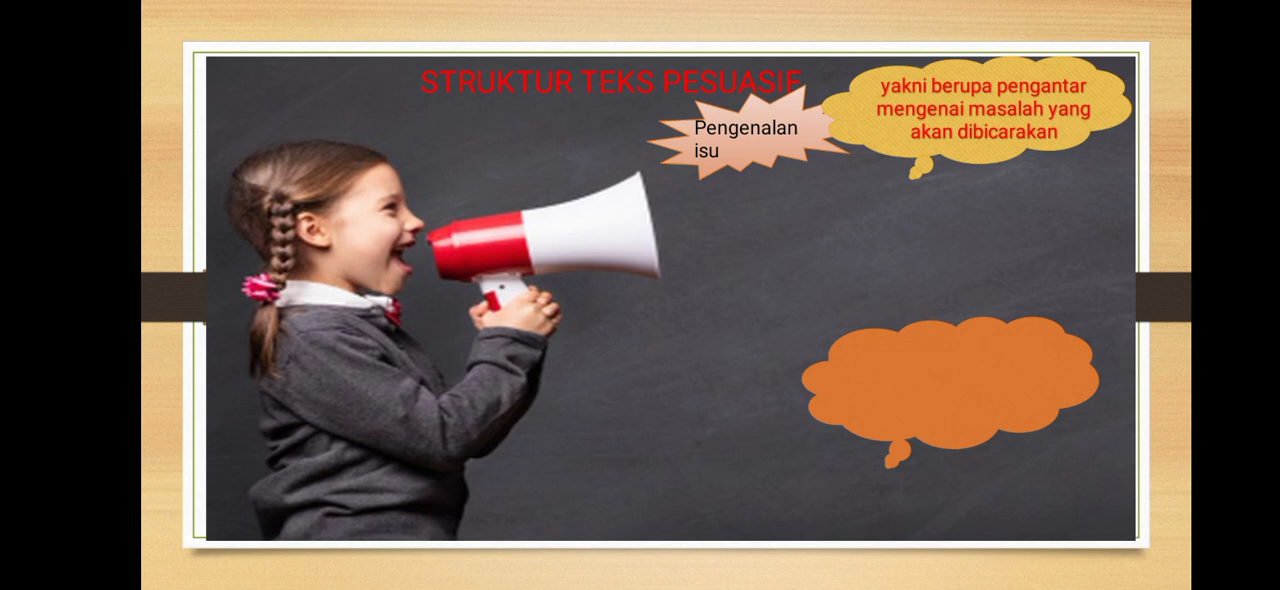 STRUKTUR TEKS PESUASIF
Pengenalan
isu
yakni berupa pengantar
mengenai masalah yang
akan dibicarakan